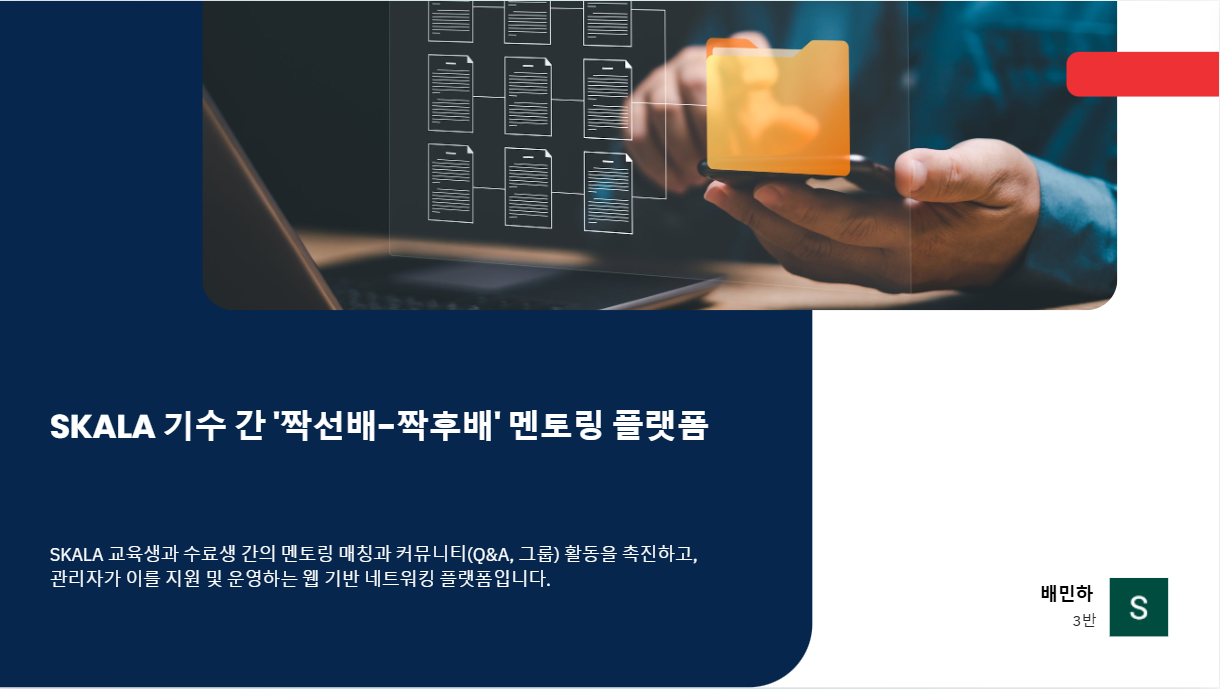 SKALA 기수 간 '짝선배-짝후배' 멘토링 플랫폼
SKALA 교육생과 수료생 간의 멘토링 매칭과 커뮤니티(Q&A, 그룹) 활동을 촉진하고,
관리자가 이를 지원 및 운영하는 웹 기반 네트워킹 플랫폼입니다.
배민하
3반
S